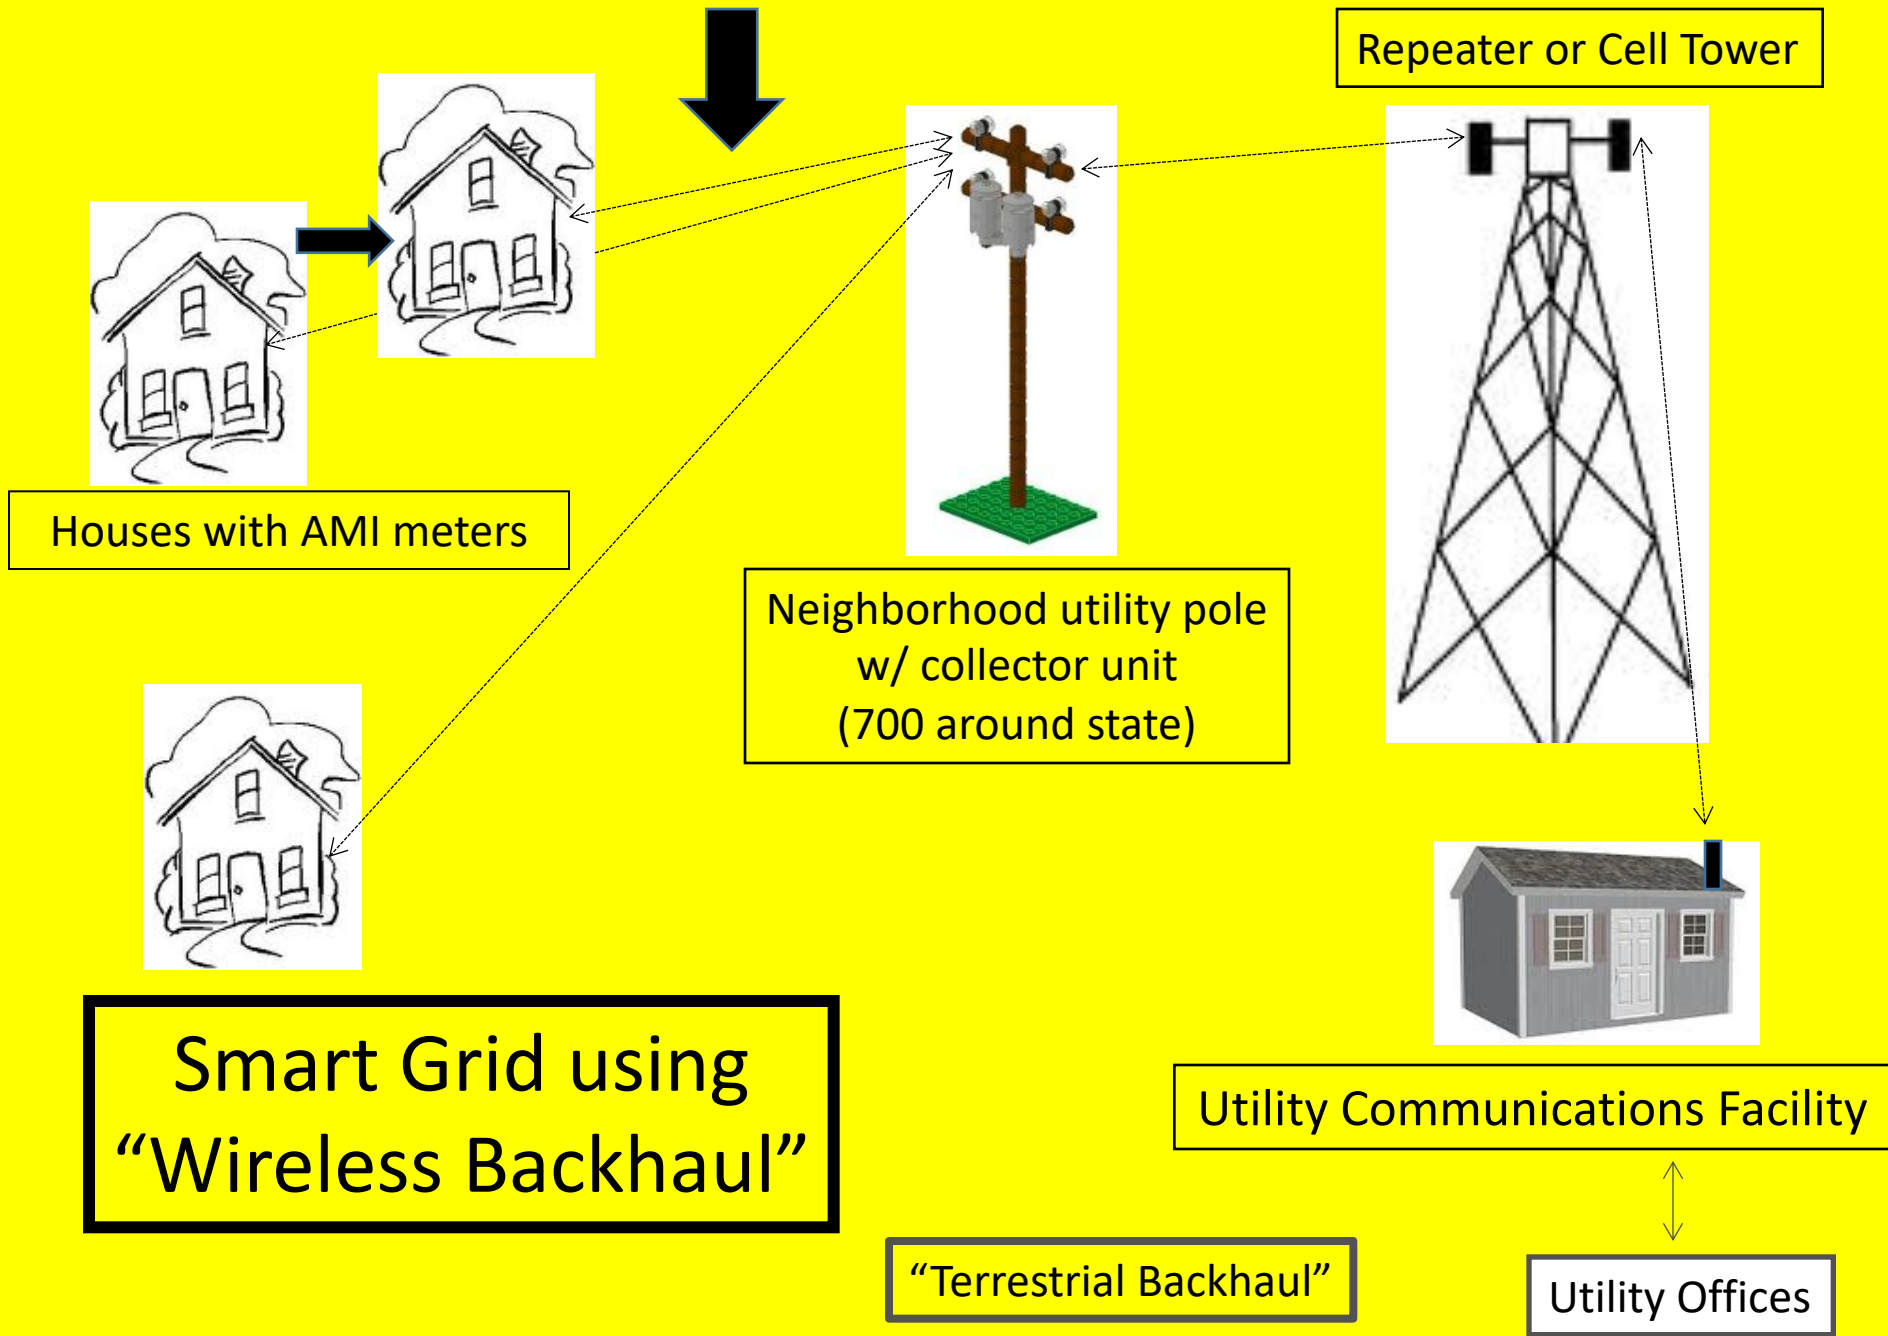 Repeater or Cell Tower
Houses with AMI meters
Neighborhood utility pole
w/ collector unit
(700 around state)
Smart Grid using
“Wireless Backhaul”
Utility Communications Facility
“Terrestrial Backhaul”
Utility Offices